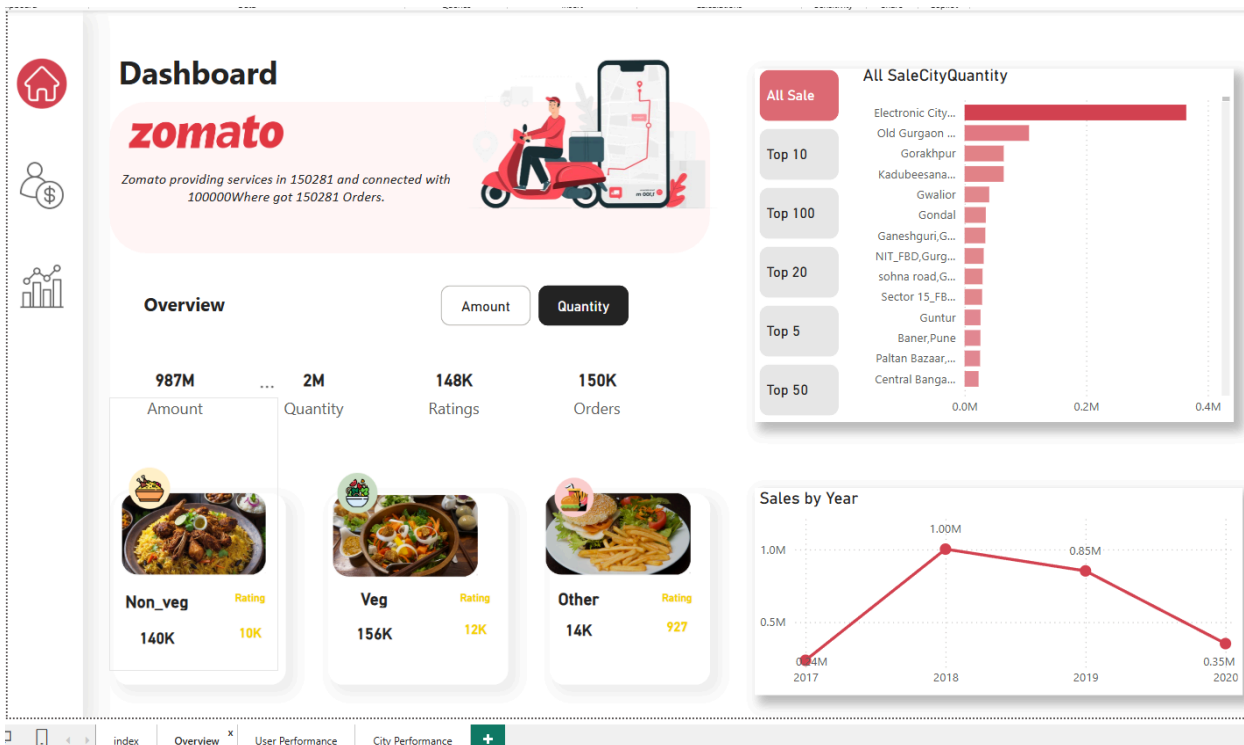 Dashboard
zomato
Zomato providing services in 150281 and connected with
100000Where got 150281 Orders.
Overview
Amount
Quantity
987M
...
2M
148K
150K
Amount
Quantity
Ratings
Orders
Non_veg
Rating
140K
10K
Veg
Rating
156K
12K
Other
Rating
14K
927
All Sale
Top 10
Top 100
Top 20
Top 5
Top 50
All SaleCityQuantity
Electronic City...
Old Gurgaon ...
Gorakhpur
Kadubeesana...
Gwalior
Gondal
Ganeshguri,G...
NIT_FBD,Gurg...
sohna road,G...
Sector 15_FB...
Guntur
Baner,Pune
Paltan Bazaar,...
Central Banga...
0.0M
0.2M
0.4M
Sales by Year
1.0M
0.5M
1.00M
0.85M
0.35M
2017
2018
2019
2020
index
Overview
x
User Performance
City Performance
+